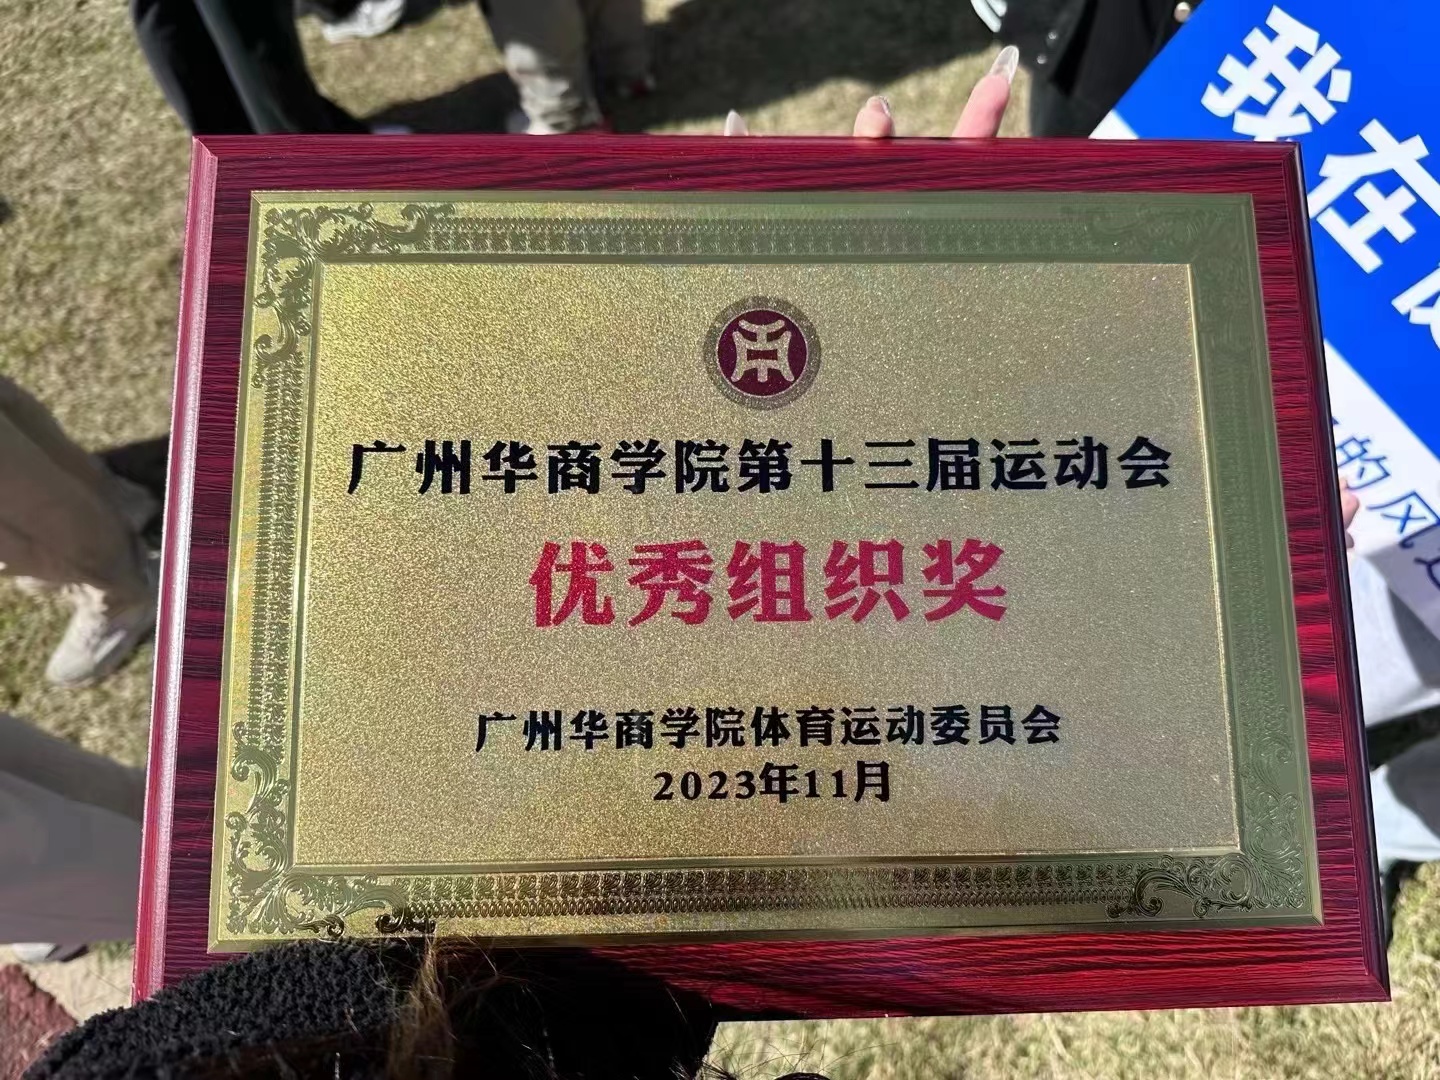 广州华商学院第十三届运动会
优秀组织奖
广州华商学院体育运动委员会
2023年11月
我在
的风